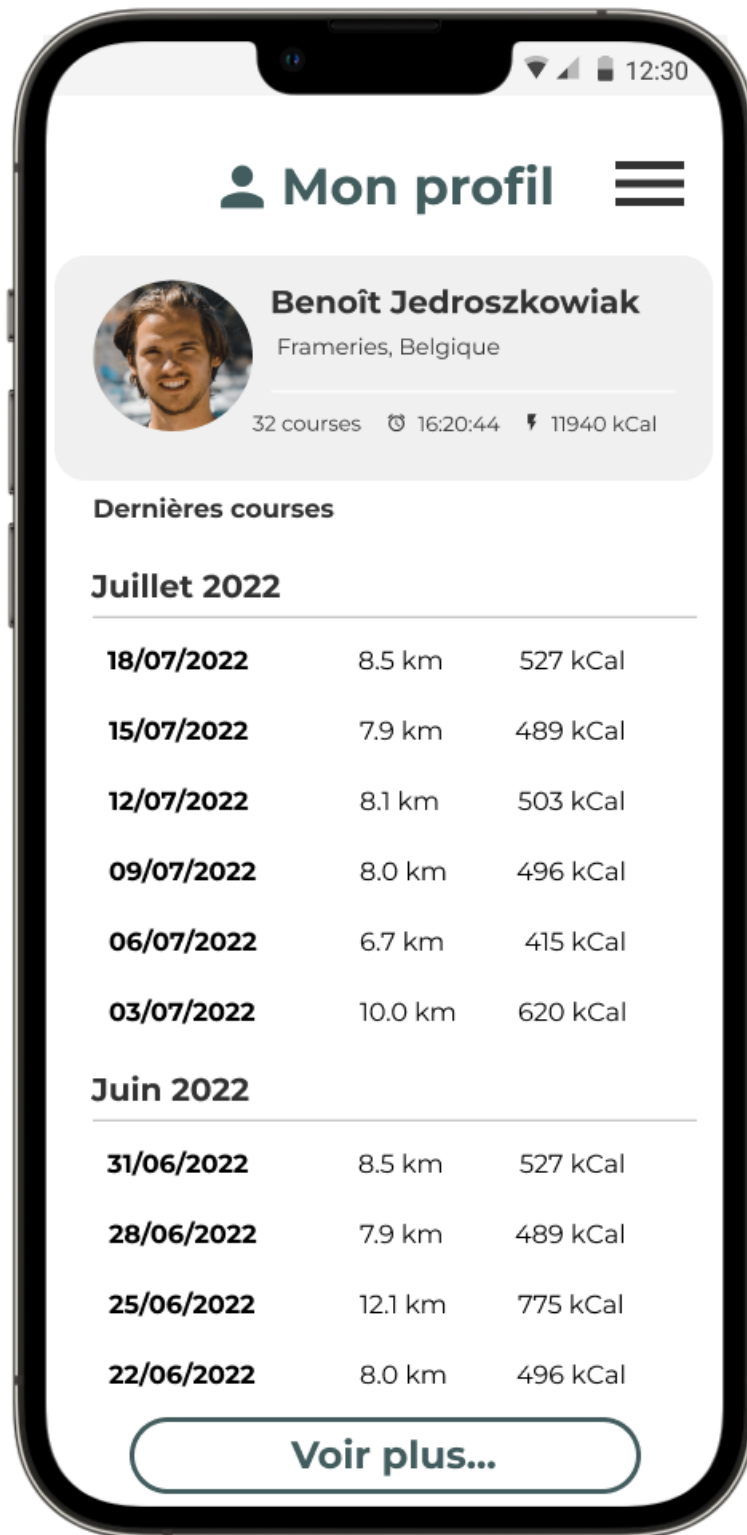 12:30
Mon profil
Benoît Jedroszkowiak
Frameries, Belgique
32 courses 16:20:44 11940 kCal
Dernières courses
Juillet 2022
18/07/2022 8.5 km 527 kCal
15/07/2022 7.9 km 489 kCal
12/07/2022 8.1 km 503 kCal
09/07/2022 8.0 km 496 kCal
06/07/2022 6.7 km 415 kCal
03/07/2022 10.0 km 620 kCal
Juin 2022
31/06/2022 8.5 km 527 kCal
28/06/2022 7.9 km 489 kCal
25/06/2022 12.1 km 775 kCal
22/06/2022 8.0 km 496 kCal
Voir plus...